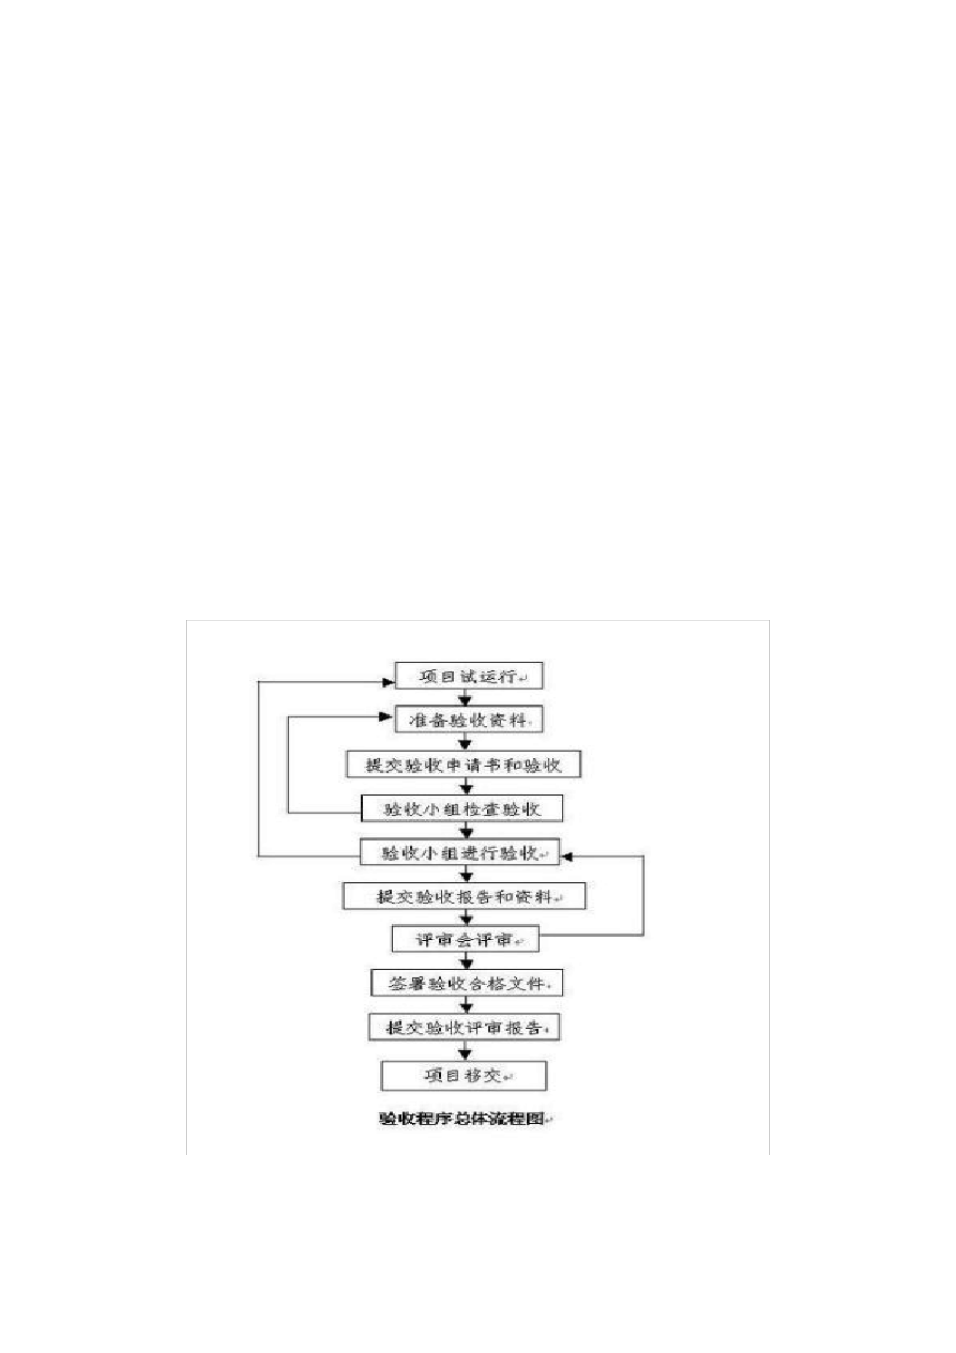 项目试运行
准备验收资料
提交验收申请书和验收
验收小组检查验收
验收小组进行验收
提交验收报告和资料
评审会评审
签署验收合格文件
提交验收评审报告
项目移交
验收程序总体流程图